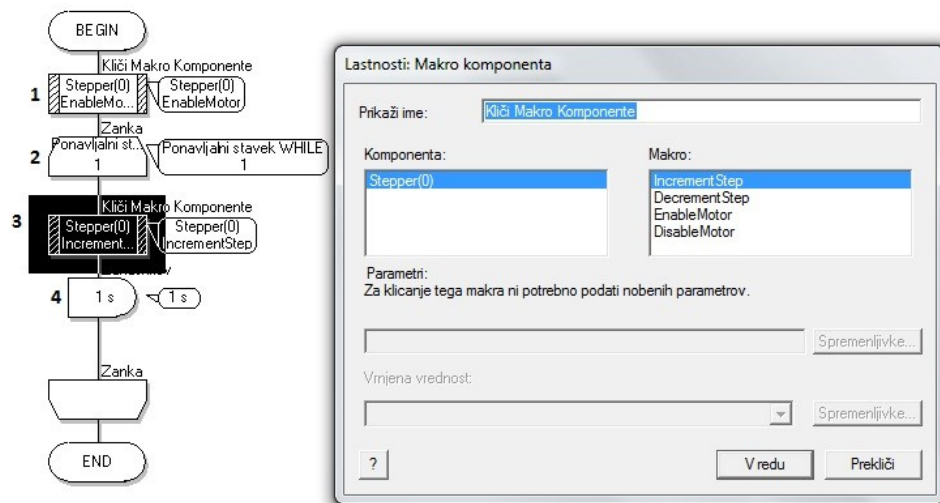 BEGIN
Kliči Makro Komponente
1
Stepper(0)
EnableMo...
Stepper(0)
EnableMotor
Zanka
2
Ponavljalni st...
1
Ponavljalni stavek WHILE
1
Kliči Makro Komponente
3
Stepper(0)
Increment...
Stepper(0)
IncrementStep
4
1 s
1 s
Zanka
END
Lastnosti: Makro komponenta
Prikaži ime:
Kliči Makro Komponente
Komponenta:
Stepper(0)
Makro:
IncrementStep
DecrementStep
EnableMotor
DisableMotor
Parametri:
Za klicanje tega makra ni potrebno podati nobenih parametrov.
Spremenljivke...
Vrnjena vrednost:
Spremenljivke...
?
V redu
Prekliči